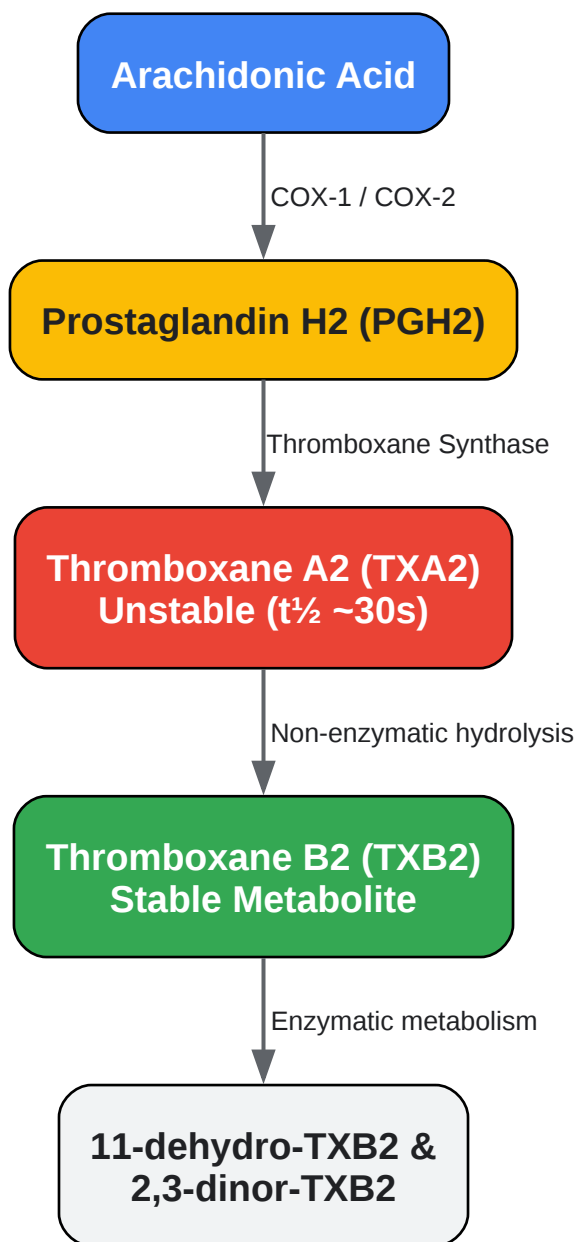 Arachidonic Acid
COX-1 / COX-2
Prostaglandin H2 (PGH2)
Thromboxane Synthase
Thromboxane A2 (TXA2)
Unstable (t½ ~30s)
Non-enzymatic hydrolysis
Thromboxane B2 (TXB2)
Stable Metabolite
Enzymatic metabolism
11-dehydro-TXB2 &
2,3-dinor-TXB2